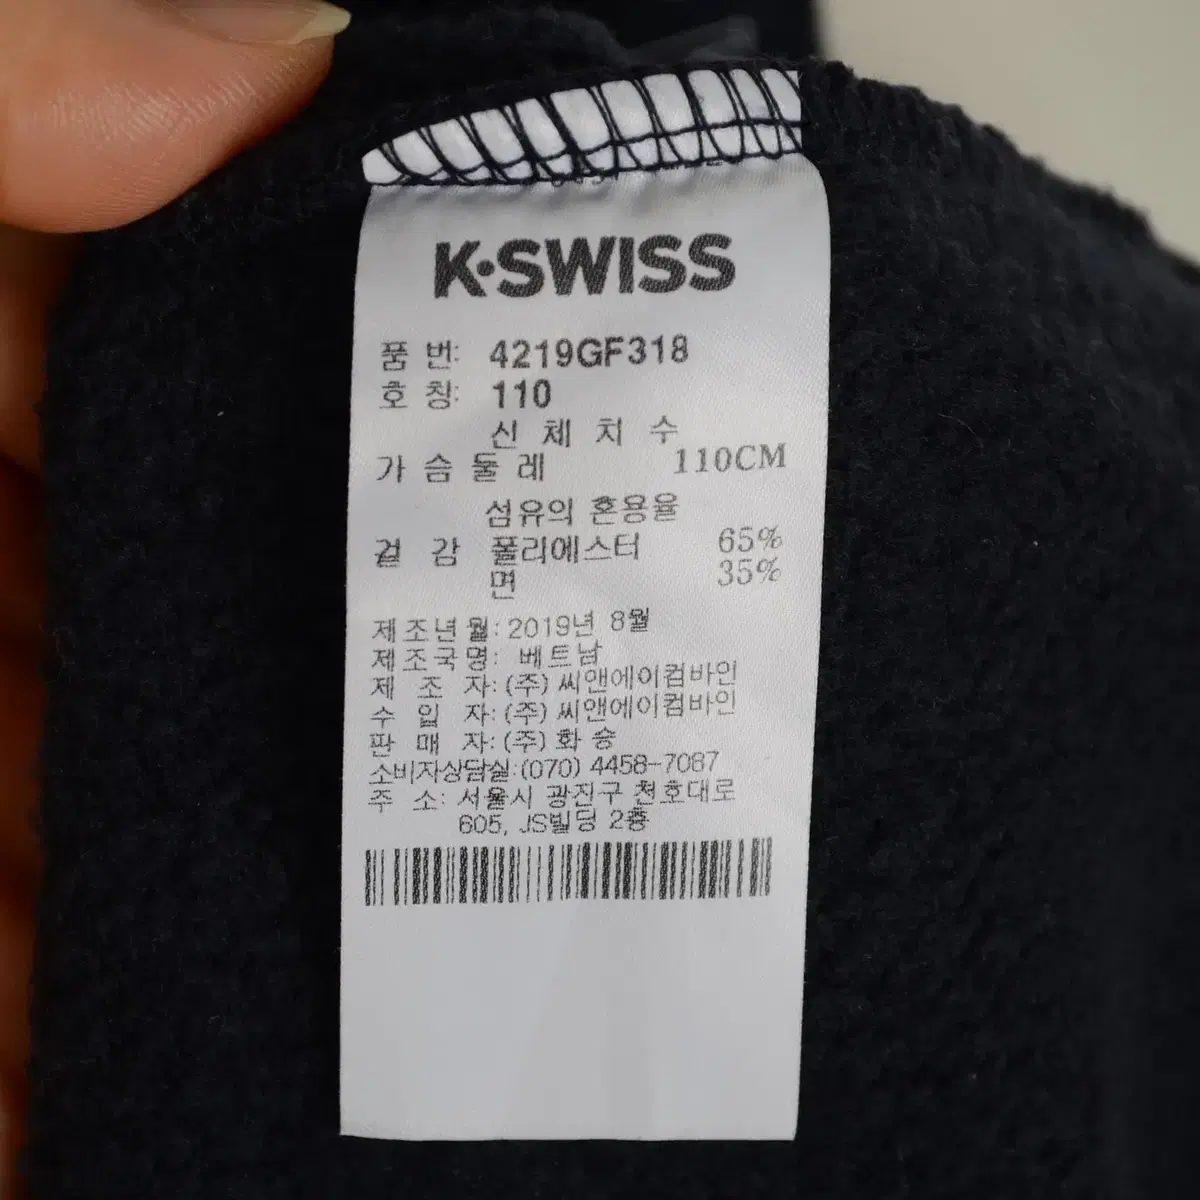 K·SWISS
품 번: 4219GF318
호 칭: 110
신 체 치 수
가 슴 둘 레 110CM
섬유의 혼용율
겉 감 폴리에스터 65%
면 35%
제조년월: 2019년 8월
제조국명: 베트남
제 조 자: (주) 씨앤에이컴바인
수 입 자: (주) 씨앤에이컴바인
판 매 자: (주) 화 승
소비자상담실: (070) 4458-7087
주 소: 서울시 광진구 천호대로
605, JS빌딩 2층